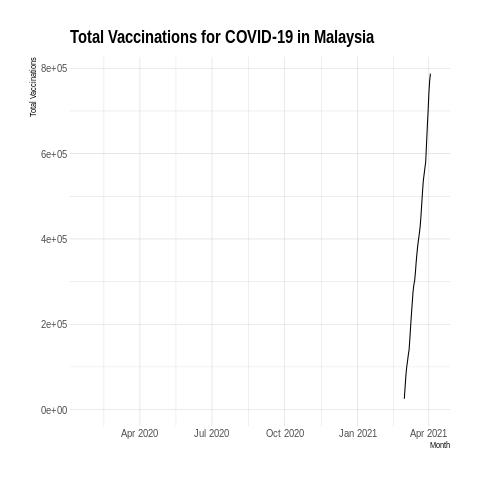 Total Vaccinations for COVID-19 in Malaysia
Total Vaccinations
8e+05
6e+05
4e+05
2e+05
0e+00
Apr 2020 Jul 2020 Oct 2020 Jan 2021 Apr 2021
Month